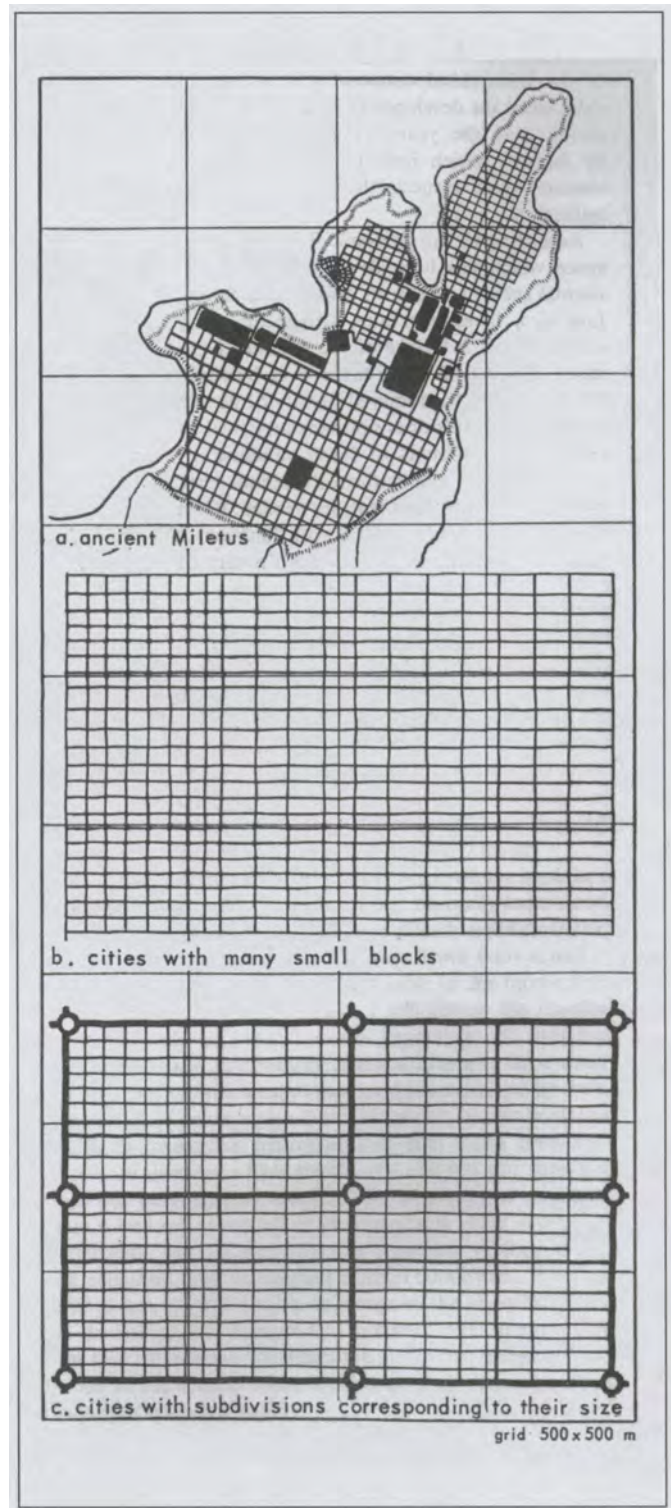 a. ancient Miletus
b. cities with many small blocks
c. cities with subdivisions corresponding to their size
grid 500 x 500 m